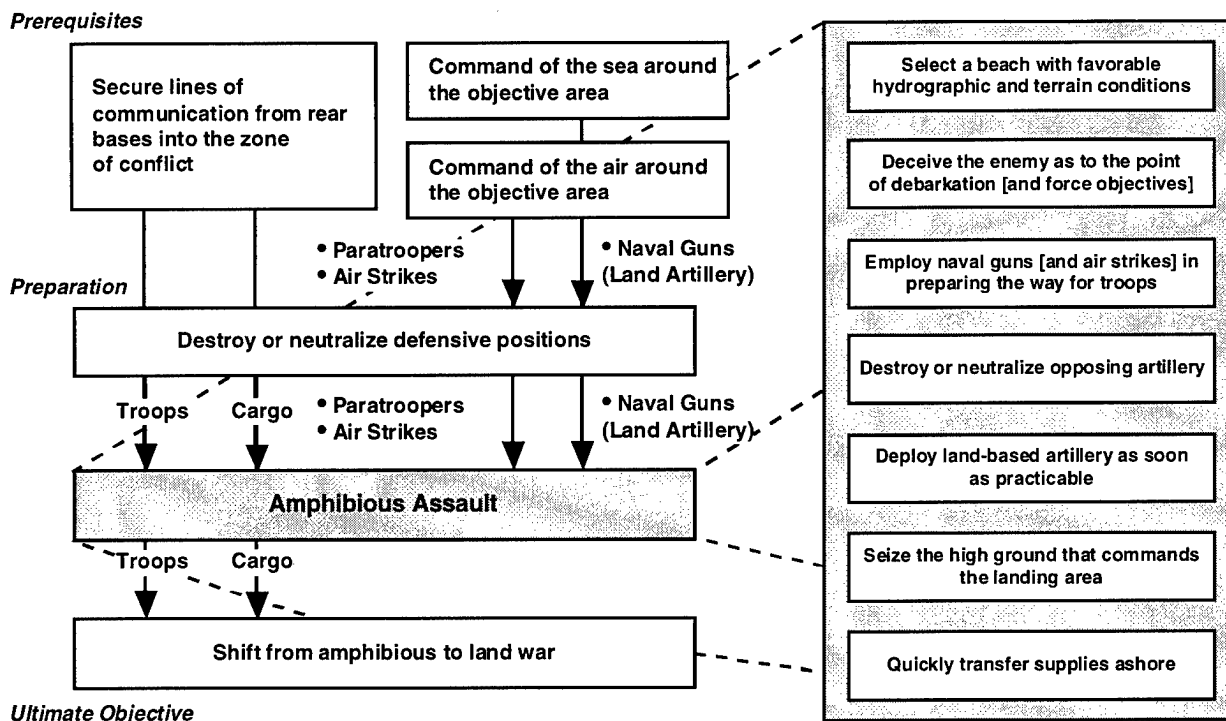 Prerequisites
Secure lines of
communication from rear
bases into the zone
of conflict
Command of the sea around
the objective area
Command of the air around
the objective area
• Paratroopers
• Air Strikes
• Naval Guns
(Land Artillery)
Preparation
Destroy or neutralize defensive positions
Troops
Cargo
• Paratroopers
• Air Strikes
• Naval Guns
(Land Artillery)
Amphibious Assault
Troops
Cargo
Shift from amphibious to land war
Ultimate Objective
Select a beach with favorable
hydrographic and terrain conditions
Deceive the enemy as to the point
of debarkation [and force objectives]
Employ naval guns [and air strikes] in
preparing the way for troops
Destroy or neutralize opposing artillery
Deploy land-based artillery as soon
as practicable
Seize the high ground that commands
the landing area
Quickly transfer supplies ashore